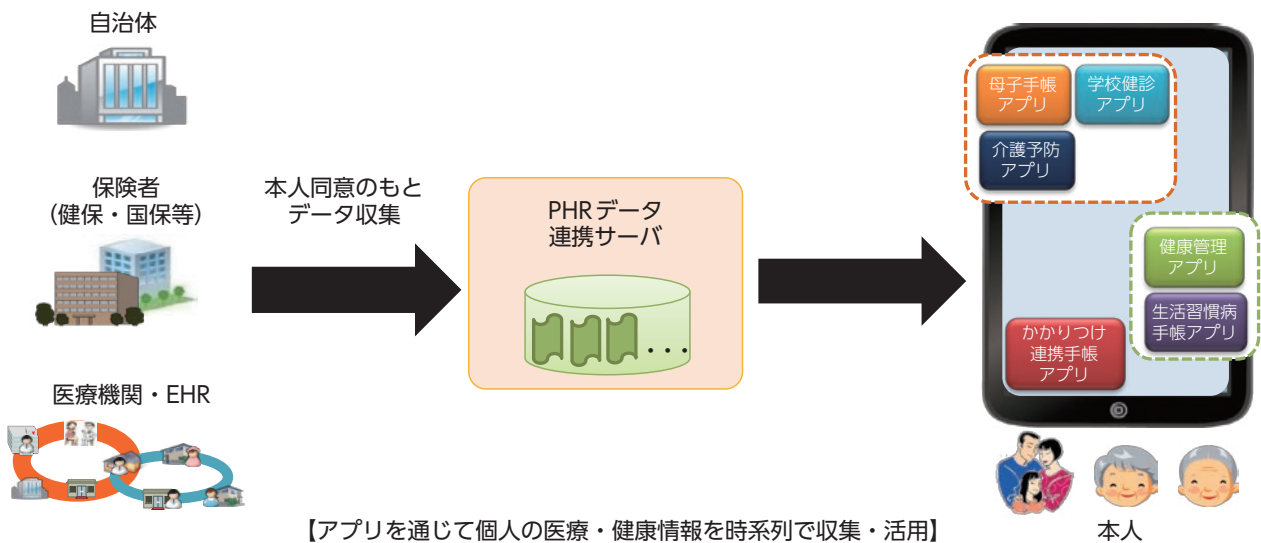 自治体
保険者
（健保・国保等）
医療機関・EHR
本人同意のもと
データ収集
PHRデータ
連携サーバ
・・・
母子手帳
アプリ
学校健診
アプリ
介護予防
アプリ
健康管理
アプリ
生活習慣病
手帳アプリ
かかりつけ
連携手帳
アプリ
本人
【アプリを通じて個人の医療・健康情報を時系列で収集・活用】